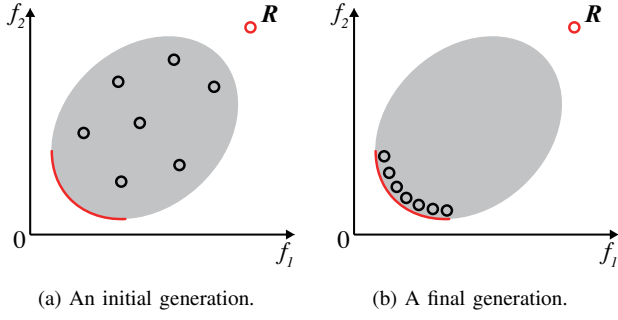 f2 R
0 f1
(a) An initial generation.
f2 R
0 f1
(b) A final generation.